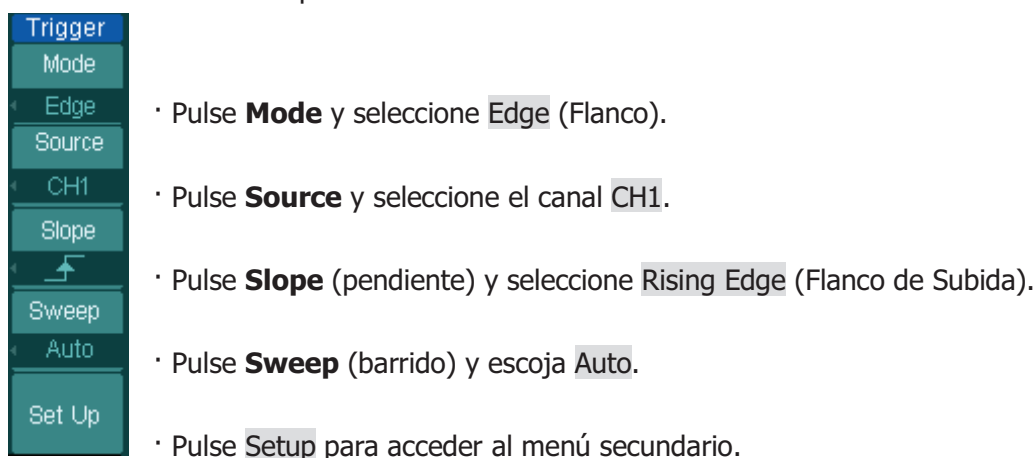 Trigger
Mode
Edge
· Pulse Mode y seleccione Edge (Flanco).
Source
CH1
· Pulse Source y seleccione el canal CH1.
Slope
· Pulse Slope (pendiente) y seleccione Rising Edge (Flanco de Subida).
Sweep
Auto
· Pulse Sweep (barrido) y escoja Auto.
Set Up
· Pulse Setup para acceder al menú secundario.